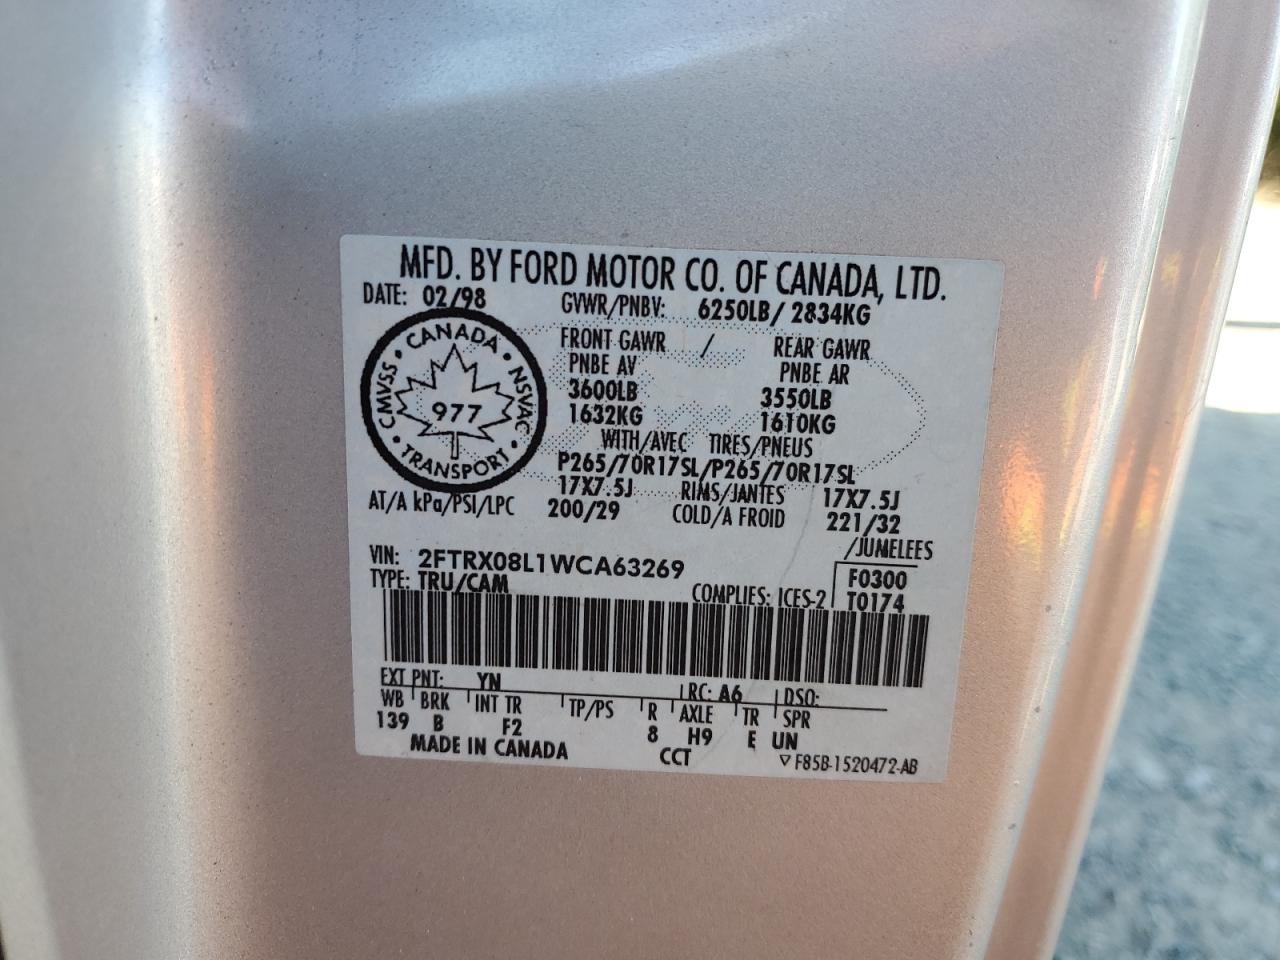 MFD. BY FORD MOTOR CO. OF CANADA, LTD.
DATE: 02/98 GVWR/PNBV: 6250LB/ 2834KG
CANADA · NSVAC · TRANSPORT · CMVSS ·
977
FRONT GAWR / REAR GAWR
PNBE AV PNBE AR
3600LB 3550LB
1632KG 1610KG
WITH/AVEC TIRES/PNEUS
P265/70R17SL/P265/70R17SL
17X7.5J RIMS/JANTES 17X7.5J
AT/A kPa/PSI/LPC 200/29 COLD/A FROID 221/32
/JUMELEES
VIN: 2FTRX08L1WCA63269
TYPE: TRU/CAM COMPLIES: ICES-2
F0300
T0174
EXT PNT: YN RC: A6 DSO:
WB BRK INT TR TP/PS R AXLE TR SPR
139 B F2 8 H9 E UN
MADE IN CANADA CCT ▽ F85B-1520472-AB